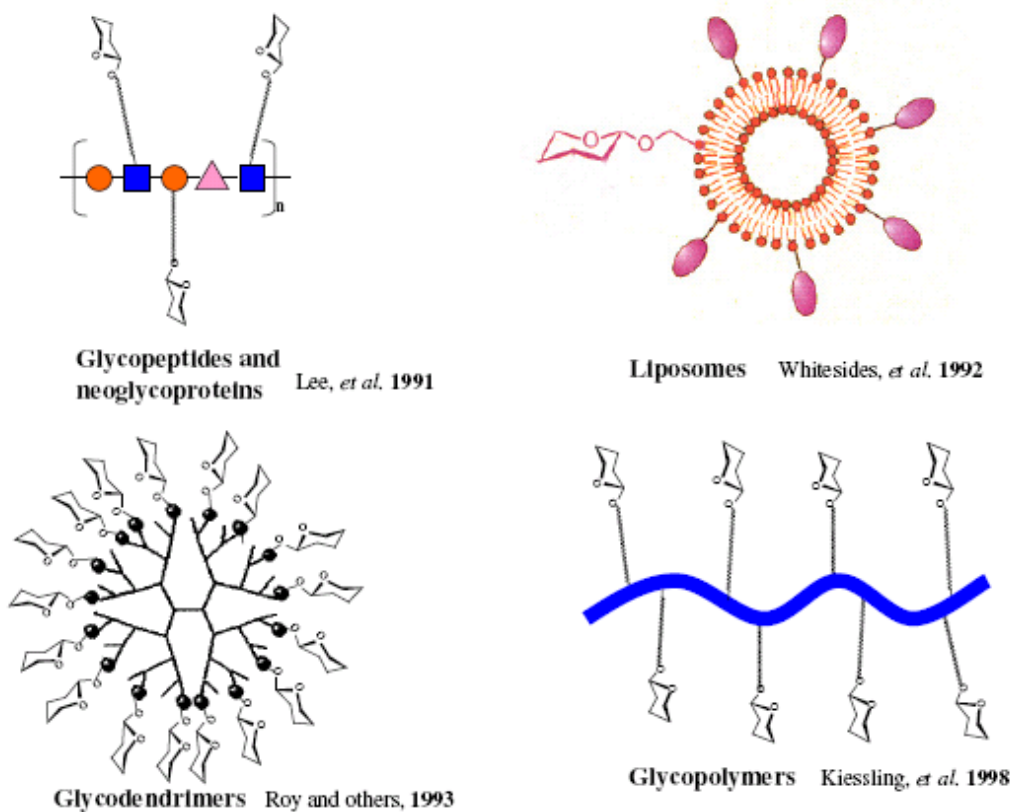 n
Glycopeptides and
neoglycoproteins Lee, et al. 1991
O
O
Liposomes Whitesides, et al. 1992
Glycodendrimers Roy and others, 1993
Glycopolymers Kiessling, et al. 1998